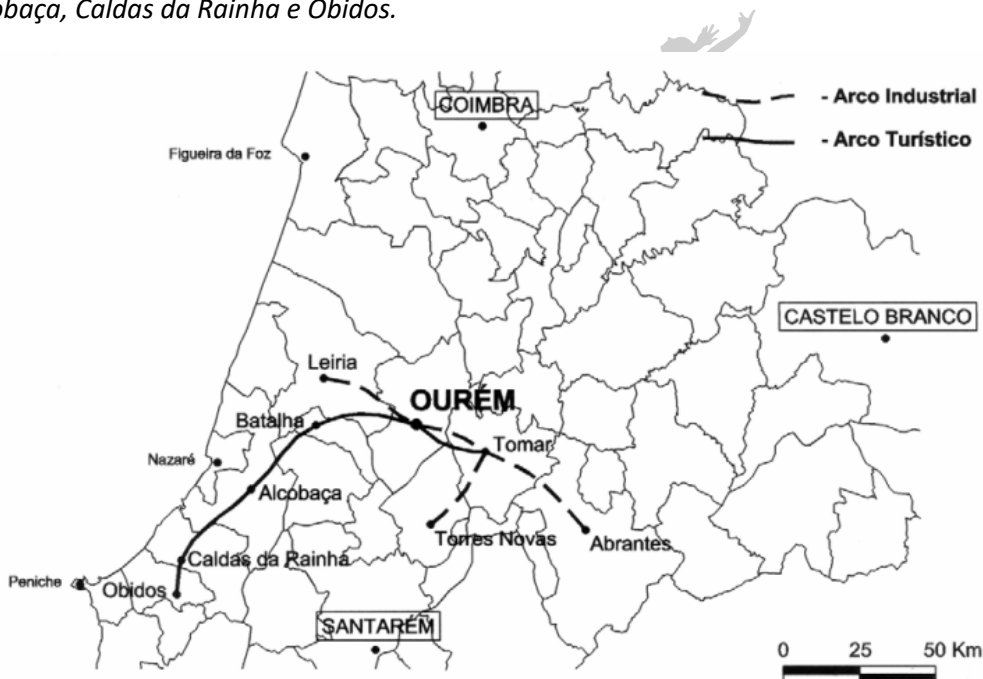 obaça, Caldas da Rainha e Óbidos.
COIMBRA
- Arco Industrial
- Arco Turístico
Figueira da Foz
CASTELO BRANCO
Leiria
OURÉM
Batalha
Tomar
Nazaré
Alcobaça
Torres Novas
Abrantes
Caldas da Rainha
Peniche
Obidos
SANTARÉM
0 25 50 Km